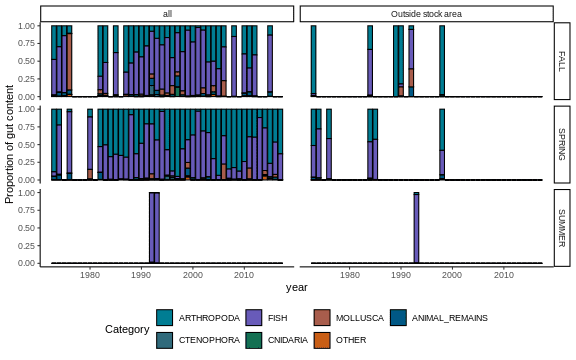 all
Outside stock area
1.00
0.75
0.50
0.25
0.00
FALL
1.00
0.75
0.50
0.25
0.00
SPRING
1.00
0.75
0.50
0.25
0.00
SUMMER
Proportion of gut content
1980
1990
2000
2010
1980
1990
2000
2010
year
Category
ARTHROPODA
FISH
MOLLUSCA
ANIMAL_REMAINS
CTENOPHORA
CNIDARIA
OTHER